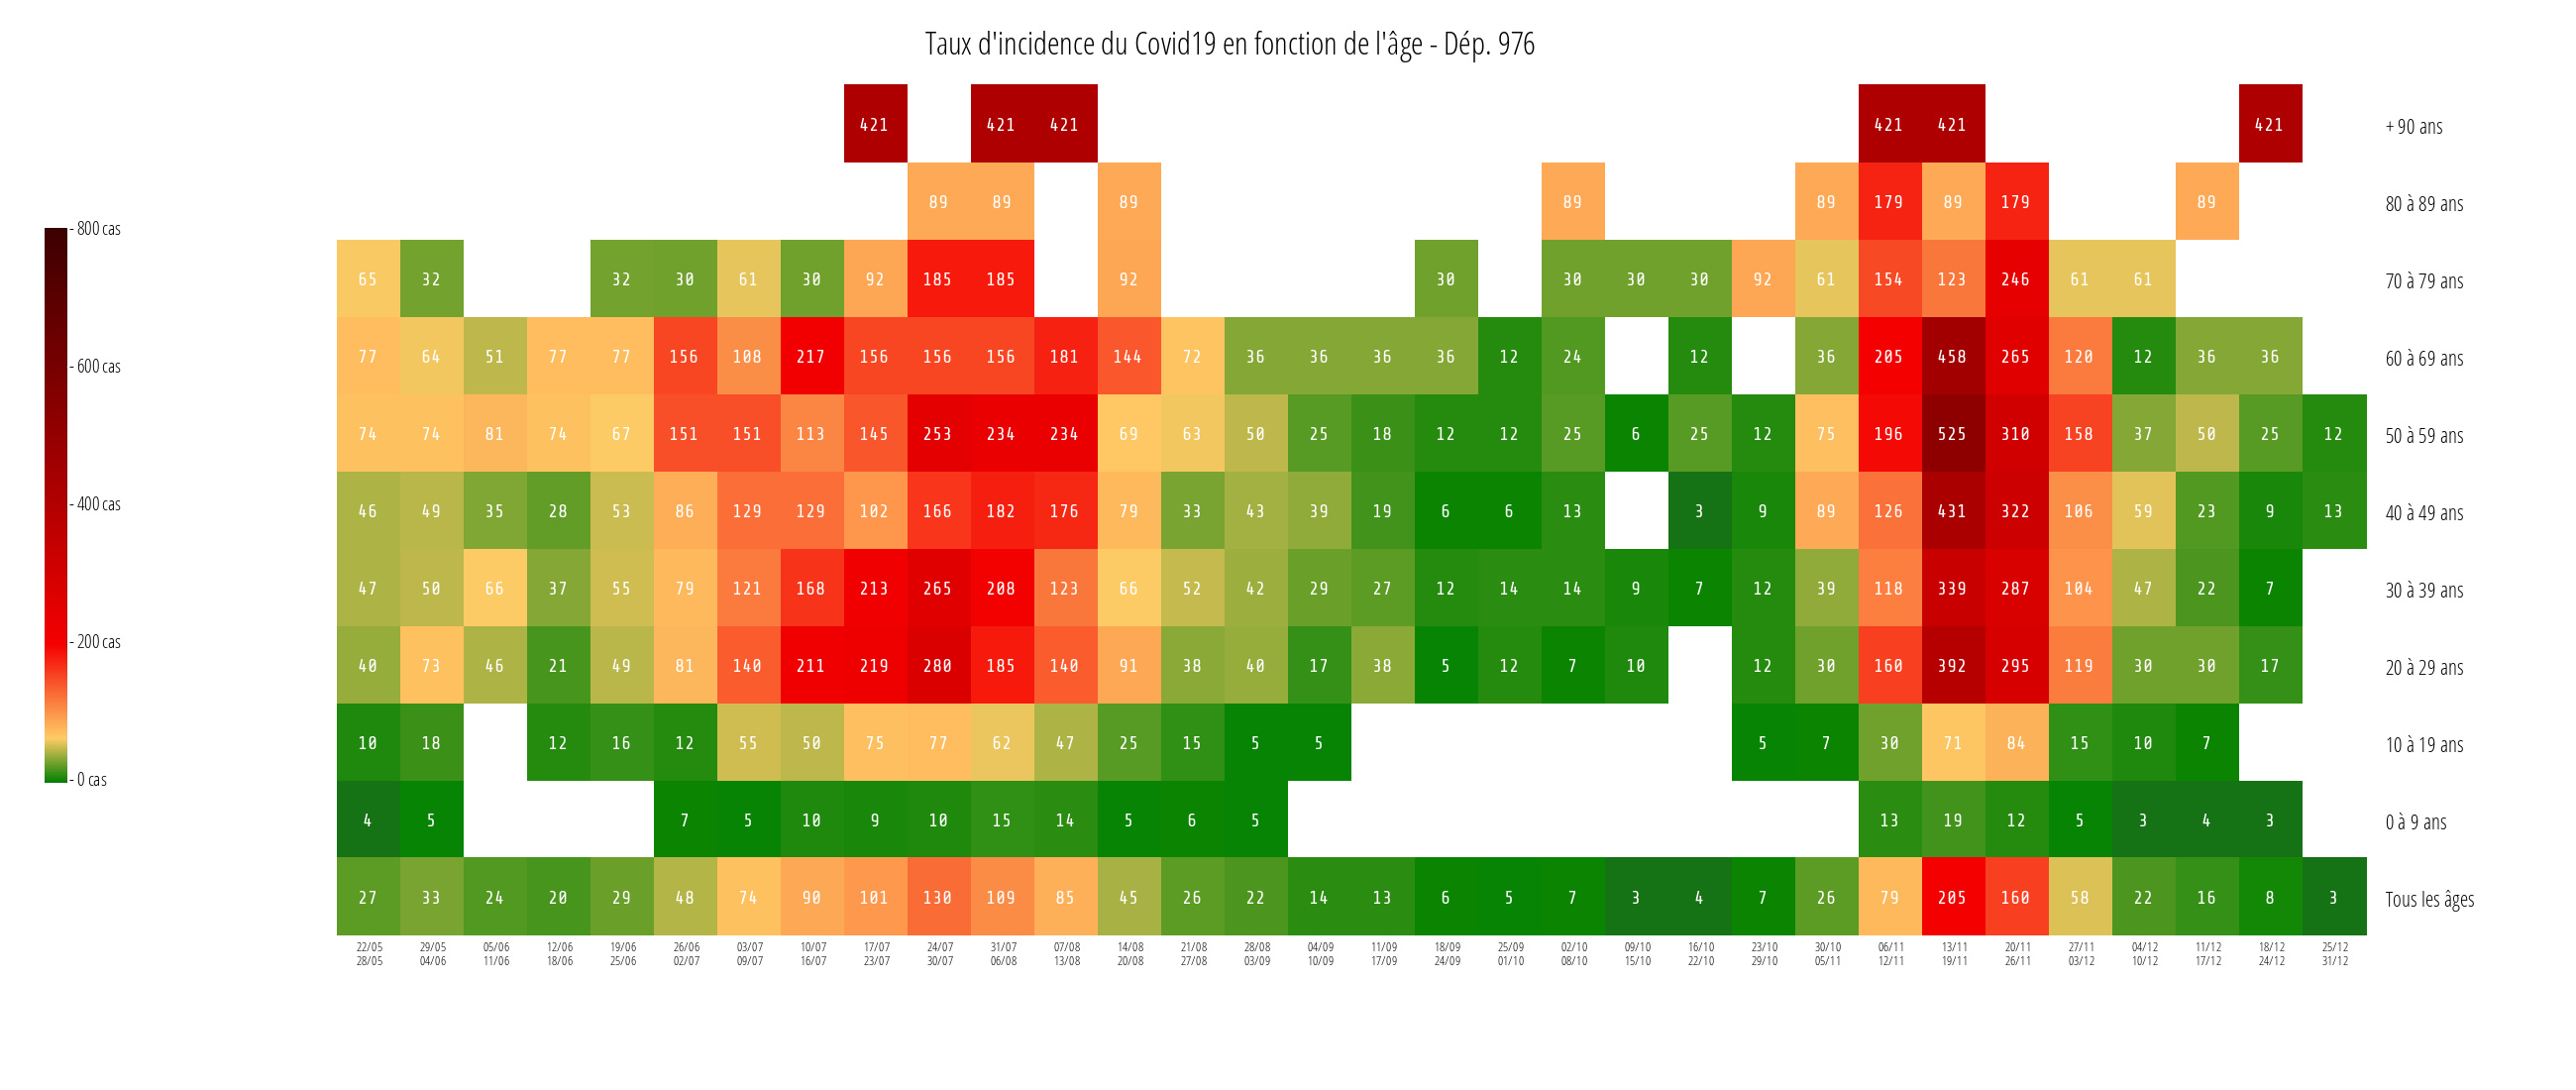 Taux d'incidence du Covid19 en fonction de l'âge - Dép. 976
421 421 421 421 421 421 + 90 ans
89 89 89 89 89 179 89 179 89 80 à 89 ans
65 32 32 30 61 30 92 185 185 92 30 30 30 30 92 61 154 123 246 61 61 70 à 79 ans
77 64 51 77 77 156 108 217 156 156 156 181 144 72 36 36 36 36 12 24 12 36 205 458 265 120 12 36 36 60 à 69 ans
74 74 81 74 67 151 151 113 145 253 234 234 69 63 50 25 18 12 12 25 6 25 12 75 196 525 310 158 37 50 25 12 50 à 59 ans
46 49 35 28 53 86 129 129 102 166 182 176 79 33 43 39 19 6 6 13 3 9 89 126 431 322 106 59 23 9 13 40 à 49 ans
47 50 66 37 55 79 121 168 213 265 208 123 66 52 42 29 27 12 14 14 9 7 12 39 118 339 287 104 47 22 7 30 à 39 ans
40 73 46 21 49 81 140 211 219 280 185 140 91 38 40 17 38 5 12 7 10 12 30 160 392 295 119 30 30 17 20 à 29 ans
10 18 12 16 12 55 50 75 77 62 47 25 15 5 5 5 7 30 71 84 15 10 7 10 à 19 ans
4 5 7 5 10 9 10 15 14 5 6 5 13 19 12 5 3 4 3 0 à 9 ans
27 33 24 20 29 48 74 90 101 130 109 85 45 26 22 14 13 6 5 7 3 4 7 26 79 205 160 58 22 16 8 3 Tous les âges
22/05 29/05 05/06 12/06 19/06 26/06 03/07 10/07 17/07 24/07 31/07 07/08 14/08 21/08 28/08 04/09 11/09 18/09 25/09 02/10 09/10 16/10 23/10 30/10 06/11 13/11 20/11 27/11 04/12 11/12 18/12 25/12
28/05 04/06 11/06 18/06 25/06 02/07 09/07 16/07 23/07 30/07 06/08 13/08 20/08 27/08 03/09 10/09 17/09 24/09 01/10 08/10 15/10 22/10 29/10 05/11 12/11 19/11 26/11 03/12 10/12 17/12 24/12 31/12
- 800 cas
- 600 cas
- 400 cas
- 200 cas
- 0 cas